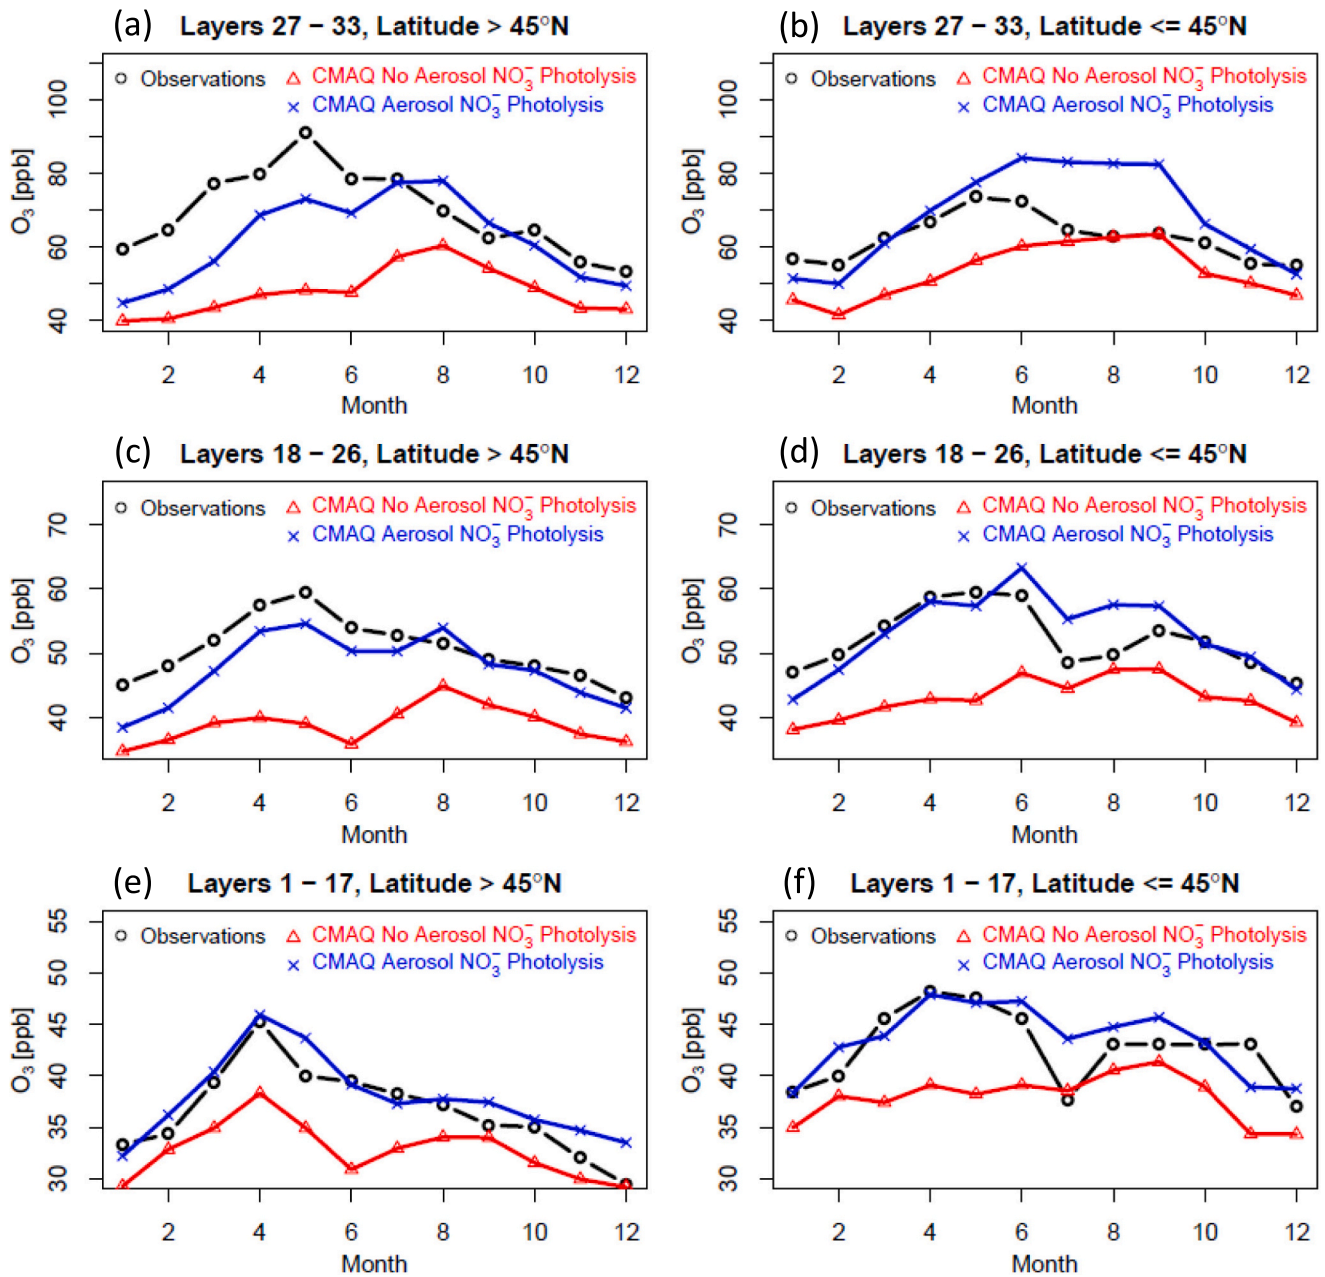 (a) Layers 27 − 33, Latitude > 45°N
Observations
CMAQ No Aerosol NO₃⁻ Photolysis
CMAQ Aerosol NO₃⁻ Photolysis
O₃ [ppb]
100
80
60
40
2 4 6 8 10 12
Month
(b) Layers 27 − 33, Latitude <= 45°N
Observations
CMAQ No Aerosol NO₃⁻ Photolysis
CMAQ Aerosol NO₃⁻ Photolysis
O₃ [ppb]
100
80
60
40
2 4 6 8 10 12
Month
(c) Layers 18 − 26, Latitude > 45°N
Observations
CMAQ No Aerosol NO₃⁻ Photolysis
CMAQ Aerosol NO₃⁻ Photolysis
O₃ [ppb]
70
60
50
40
2 4 6 8 10 12
Month
(d) Layers 18 − 26, Latitude <= 45°N
Observations
CMAQ No Aerosol NO₃⁻ Photolysis
CMAQ Aerosol NO₃⁻ Photolysis
O₃ [ppb]
70
60
50
40
2 4 6 8 10 12
Month
(e) Layers 1 − 17, Latitude > 45°N
Observations
CMAQ No Aerosol NO₃⁻ Photolysis
CMAQ Aerosol NO₃⁻ Photolysis
O₃ [ppb]
55
50
45
40
35
30
2 4 6 8 10 12
Month
(f) Layers 1 − 17, Latitude <= 45°N
Observations
CMAQ No Aerosol NO₃⁻ Photolysis
CMAQ Aerosol NO₃⁻ Photolysis
O₃ [ppb]
55
50
45
40
35
30
2 4 6 8 10 12
Month